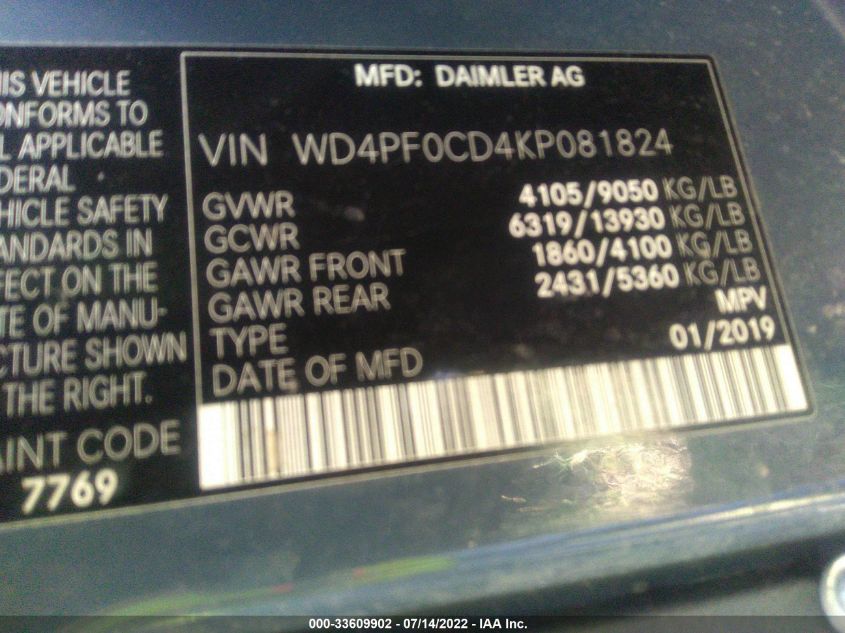 MFD: DAIMLER AG
VIN WD4PF0CD4KP081824
GVWR 4105/9050 KG/LB
GCWR 6319/13930 KG/LB
GAWR FRONT 1860/4100 KG/LB
GAWR REAR 2431/5360 KG/LB
TYPE MPV
DATE OF MFD 01/2019
HIS VEHICLE
ONFORMS TO
L APPLICABLE
DERAL
HICLE SAFETY
ANDARDS IN
FECT ON THE
TE OF MANU-
CTURE SHOWN
THE RIGHT.
AINT CODE
7769
000-33609902 - 07/14/2022 - IAA Inc.